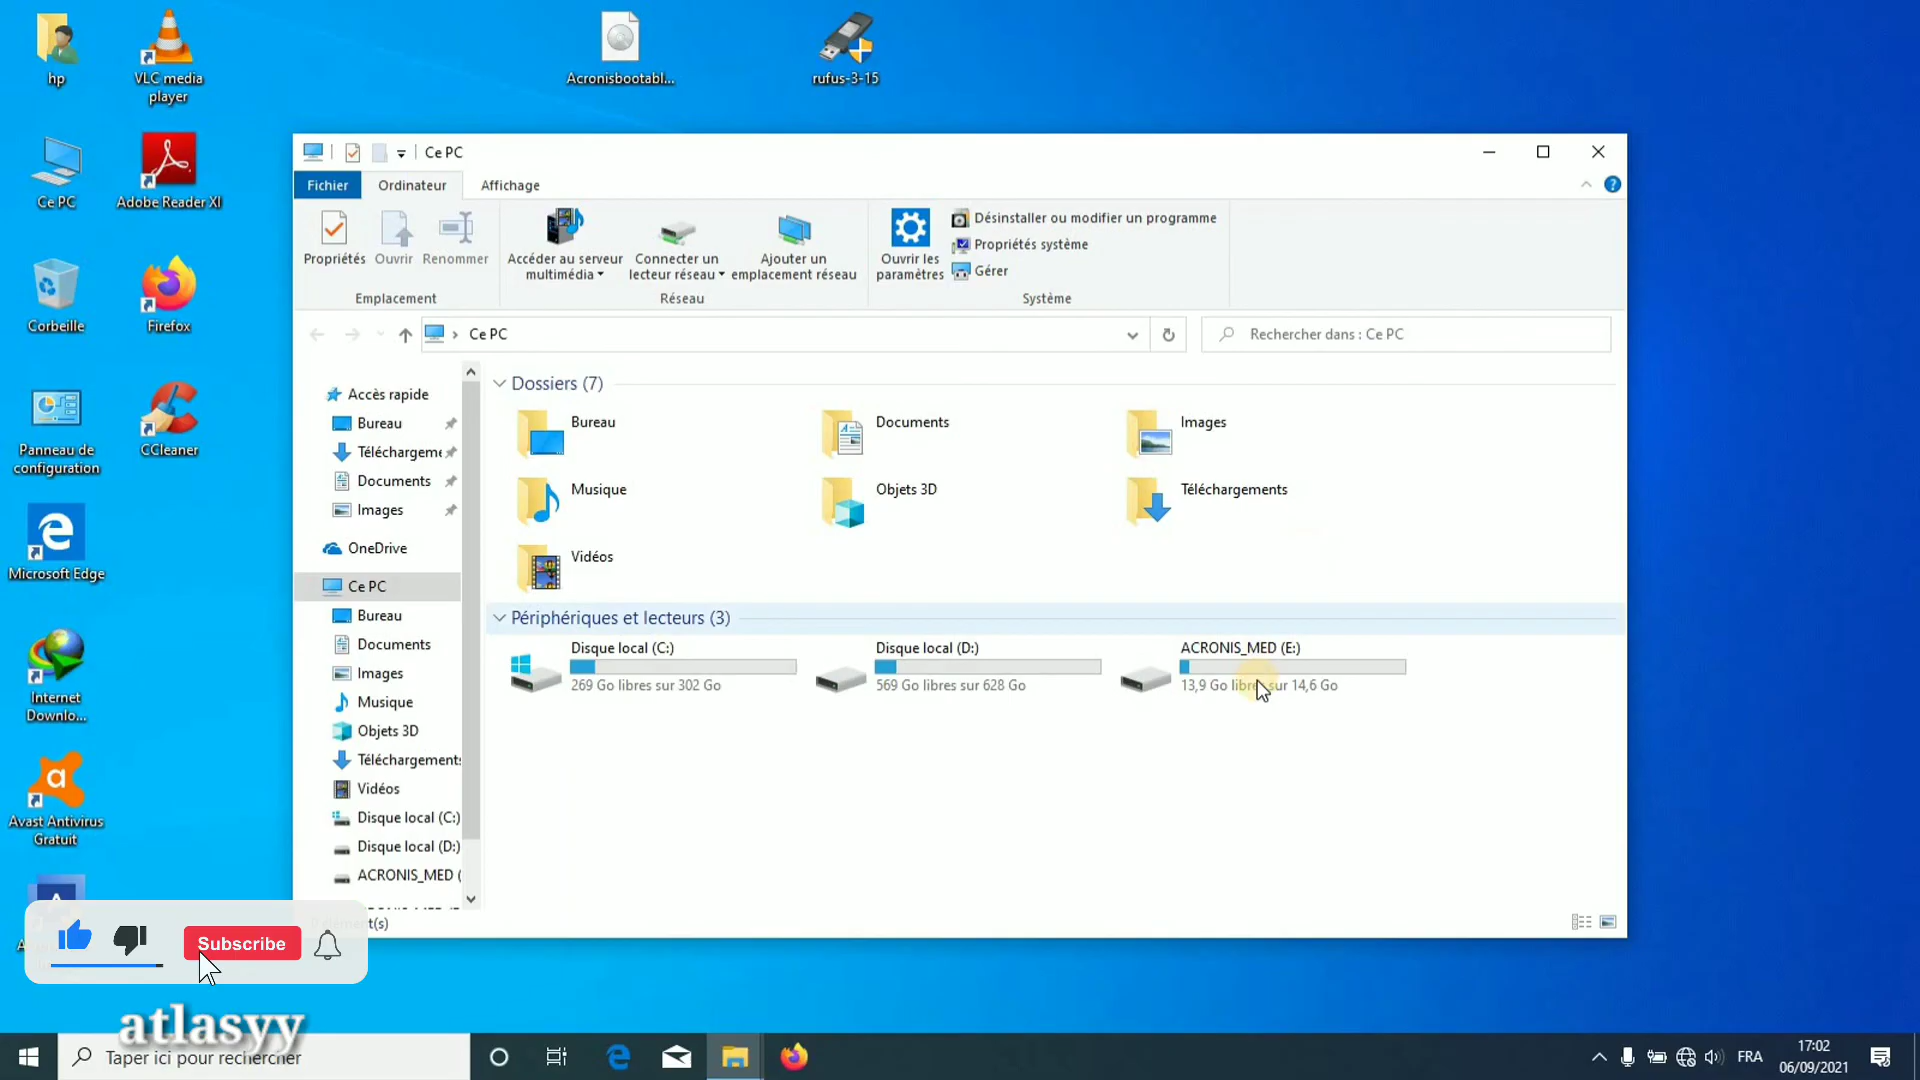 hp
VLC media
player
Acronisbootabl...
rufus-3-15
Ce PC
Adobe Reader XI
Corbeille
Firefox
Panneau de
configuration
CCleaner
Microsoft Edge
Internet
Downlo...
Avast Antivirus
Gratuit
Ce PC
Fichier
Ordinateur
Affichage
Propriétés
Ouvrir
Renommer
Emplacement
Accéder au serveur
multimédia
Connecter un
lecteur réseau
Ajouter un
emplacement réseau
Réseau
Ouvrir les
paramètres
Désinstaller ou modifier un programme
Propriétés système
Gérer
Système
Ce PC
Rechercher dans : Ce PC
Accès rapide
Bureau
Téléchargeme
Documents
Images
OneDrive
Ce PC
Bureau
Documents
Images
Musique
Objets 3D
Téléchargements
Vidéos
Disque local (C:)
Disque local (D:)
ACRONIS_MED (
Dossiers (7)
Bureau
Documents
Images
Musique
Objets 3D
Téléchargements
Vidéos
Périphériques et lecteurs (3)
Disque local (C:)
269 Go libres sur 302 Go
Disque local (D:)
569 Go libres sur 628 Go
ACRONIS_MED (E:)
13,9 Go libres sur 14,6 Go
Subscribe
atlasyy
Taper ici pour rechercher
FRA
17:02
06/09/2021